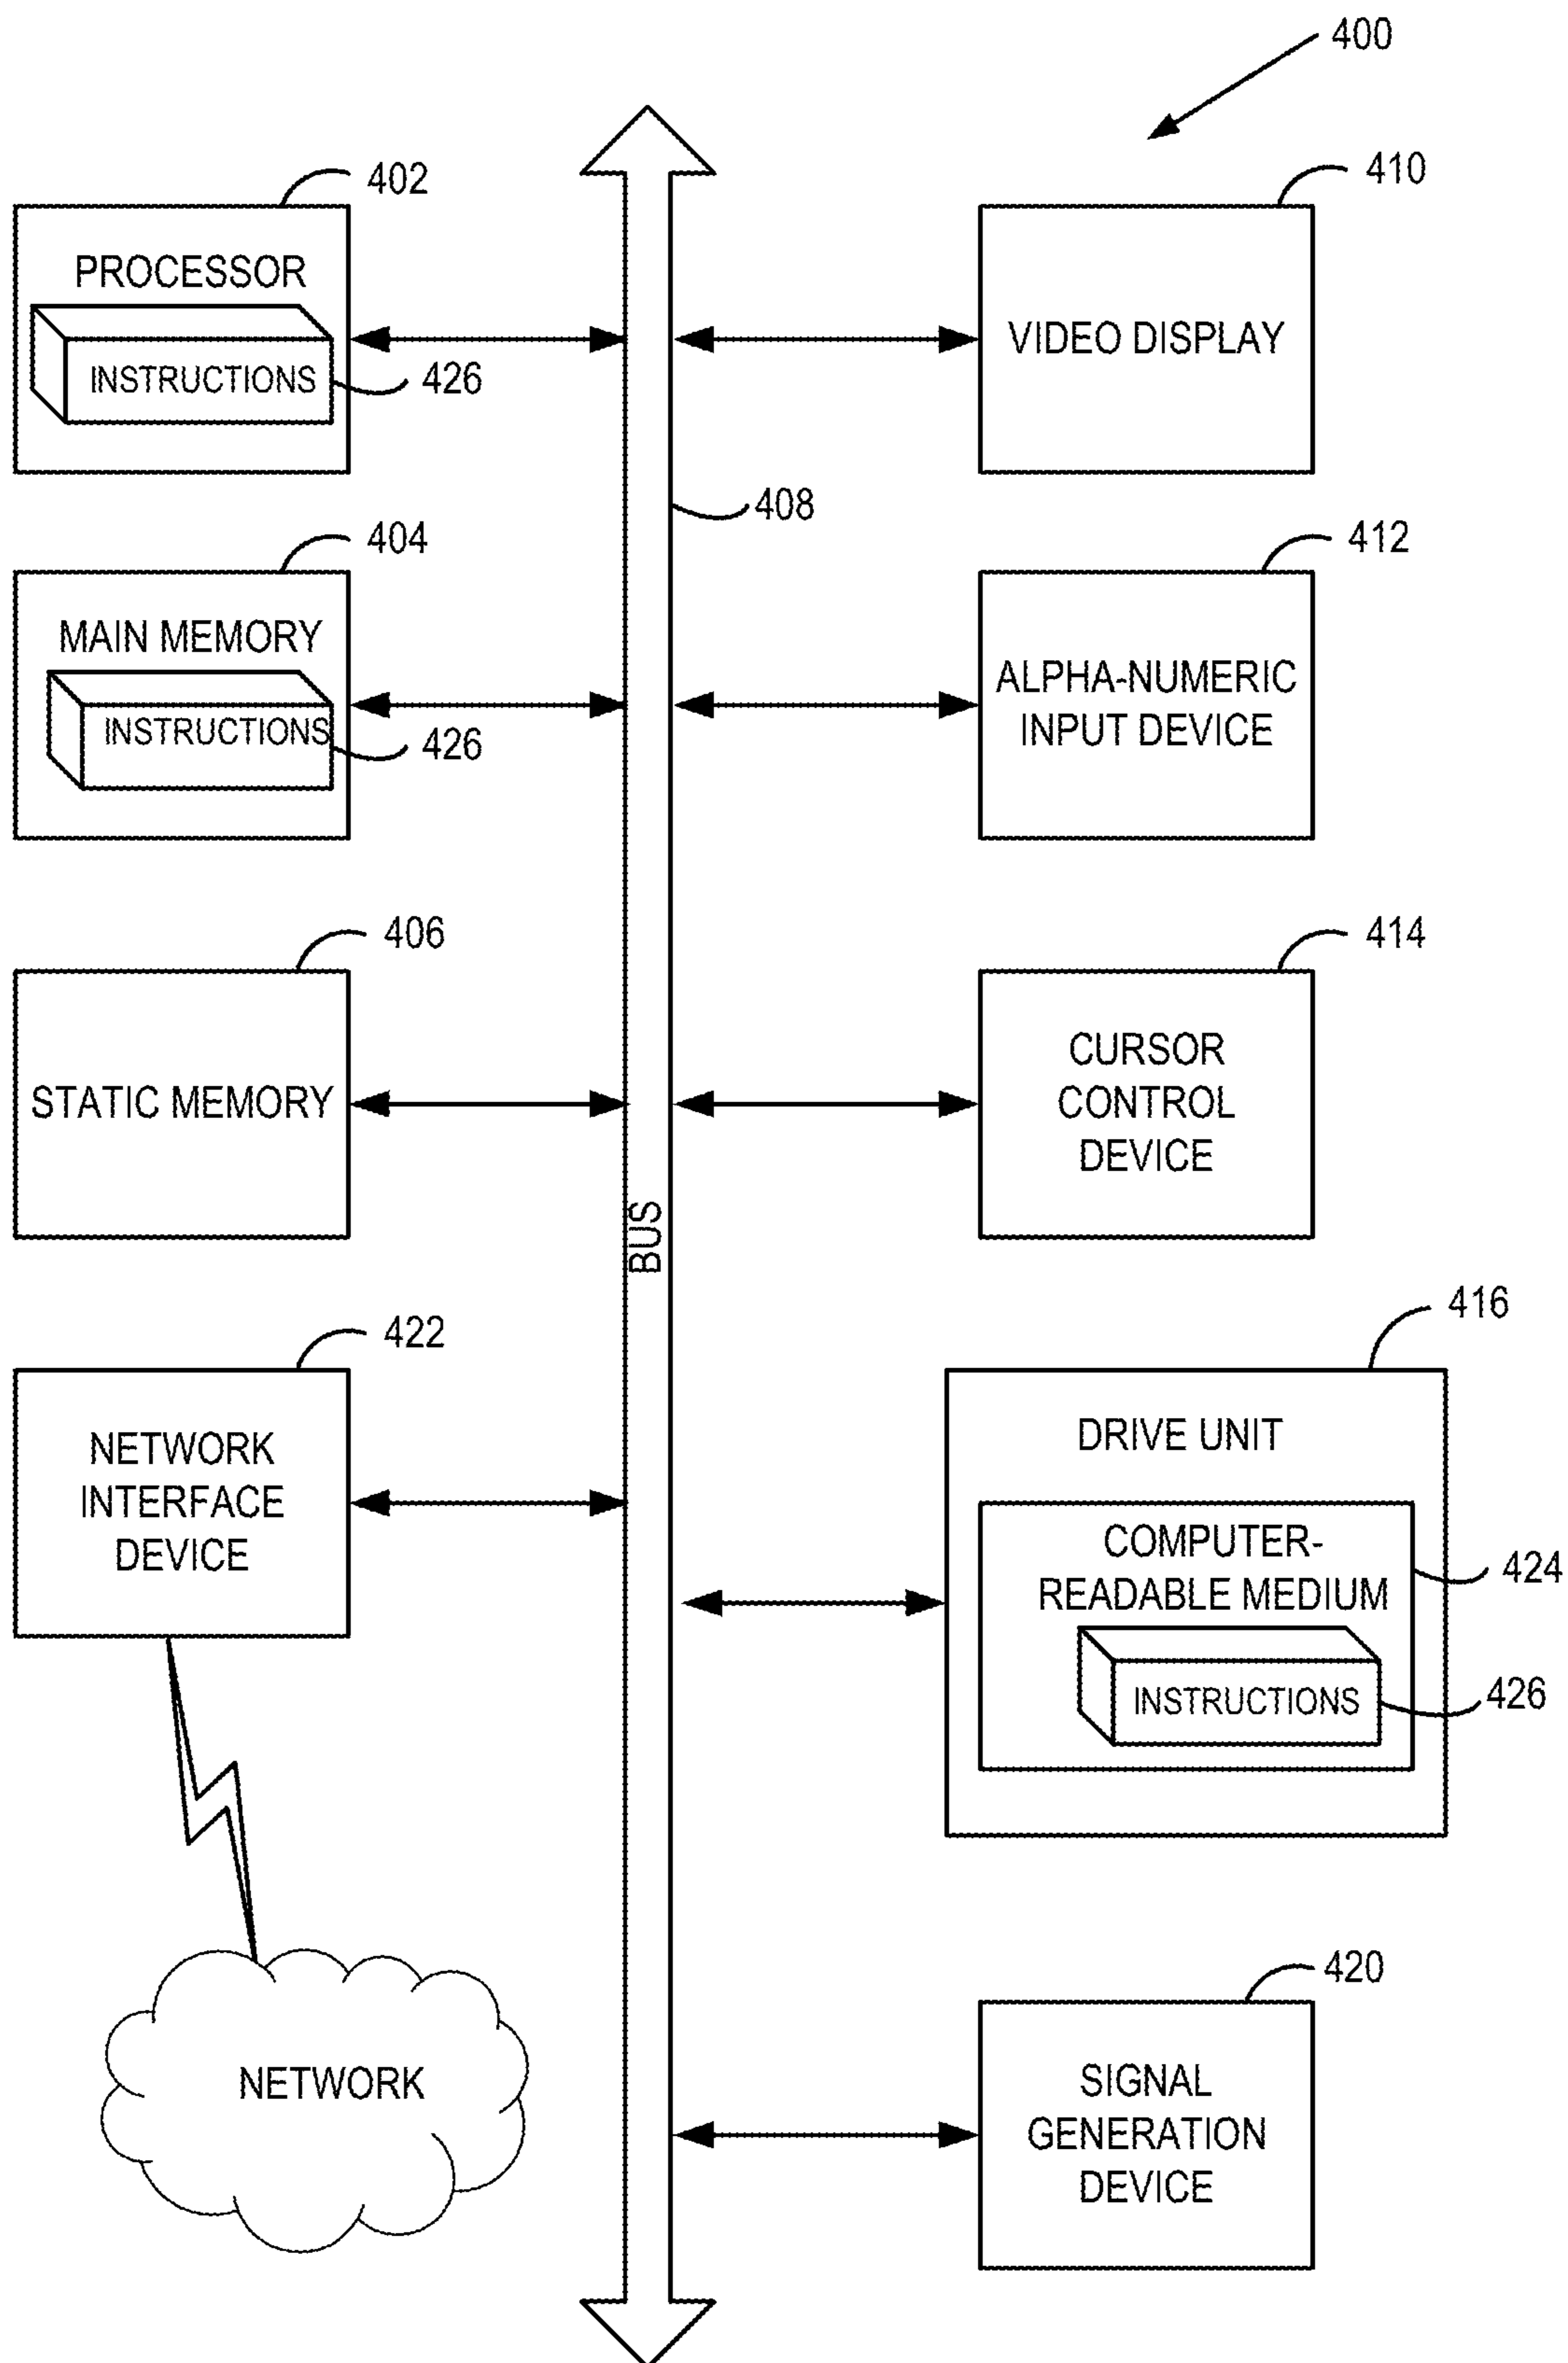 400
402
PROCESSOR
INSTRUCTIONS
426
404
MAIN MEMORY
INSTRUCTIONS
426
406
STATIC MEMORY
422
NETWORK
INTERFACE
DEVICE
NETWORK
408
BUS
410
VIDEO DISPLAY
412
ALPHA-NUMERIC
INPUT DEVICE
414
CURSOR
CONTROL
DEVICE
416
DRIVE UNIT
COMPUTER-
READABLE MEDIUM
424
INSTRUCTIONS
426
420
SIGNAL
GENERATION
DEVICE